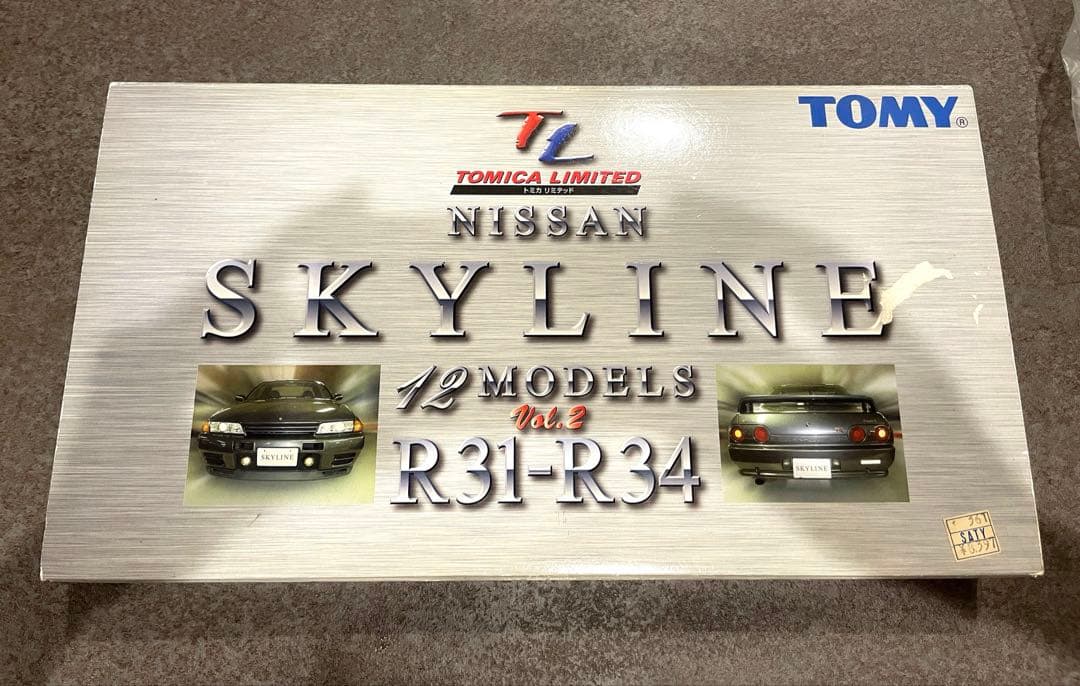 TOMY®
TL
TOMICA LIMITED
トミカ リミテッド
NISSAN
SKYLINE
12 MODELS
Vol.2
R31-R34
SKYLINE
SKYLINE
SATY